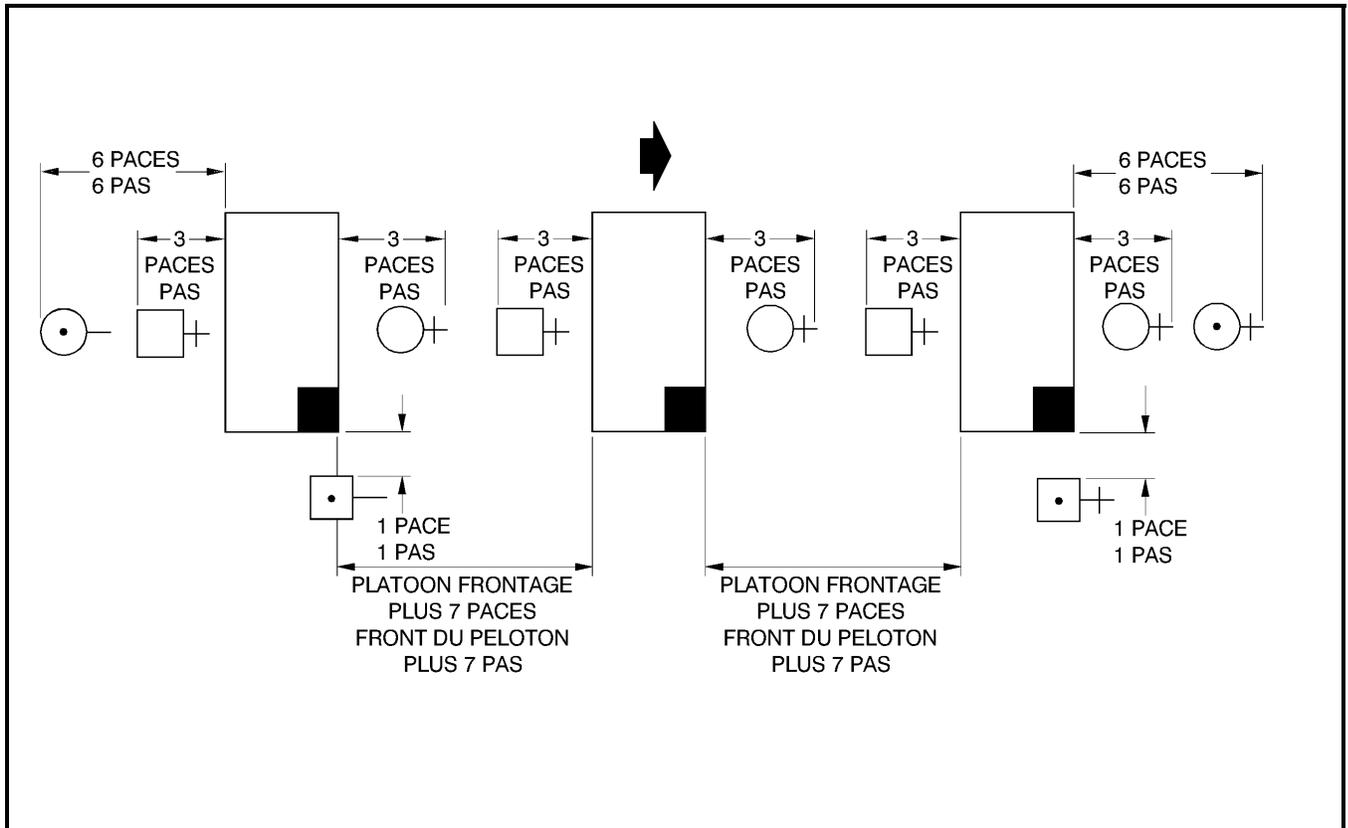 6 PACES
6 PAS
6 PACES
6 PAS
3
PACES
PAS
3
PACES
PAS
3
PACES
PAS
3
PACES
PAS
3
PACES
PAS
3
PACES
PAS
1 PACE
1 PAS
1 PACE
1 PAS
PLATOON FRONTAGE
PLUS 7 PACES
FRONT DU PELOTON
PLUS 7 PAS
PLATOON FRONTAGE
PLUS 7 PACES
FRONT DU PELOTON
PLUS 7 PAS